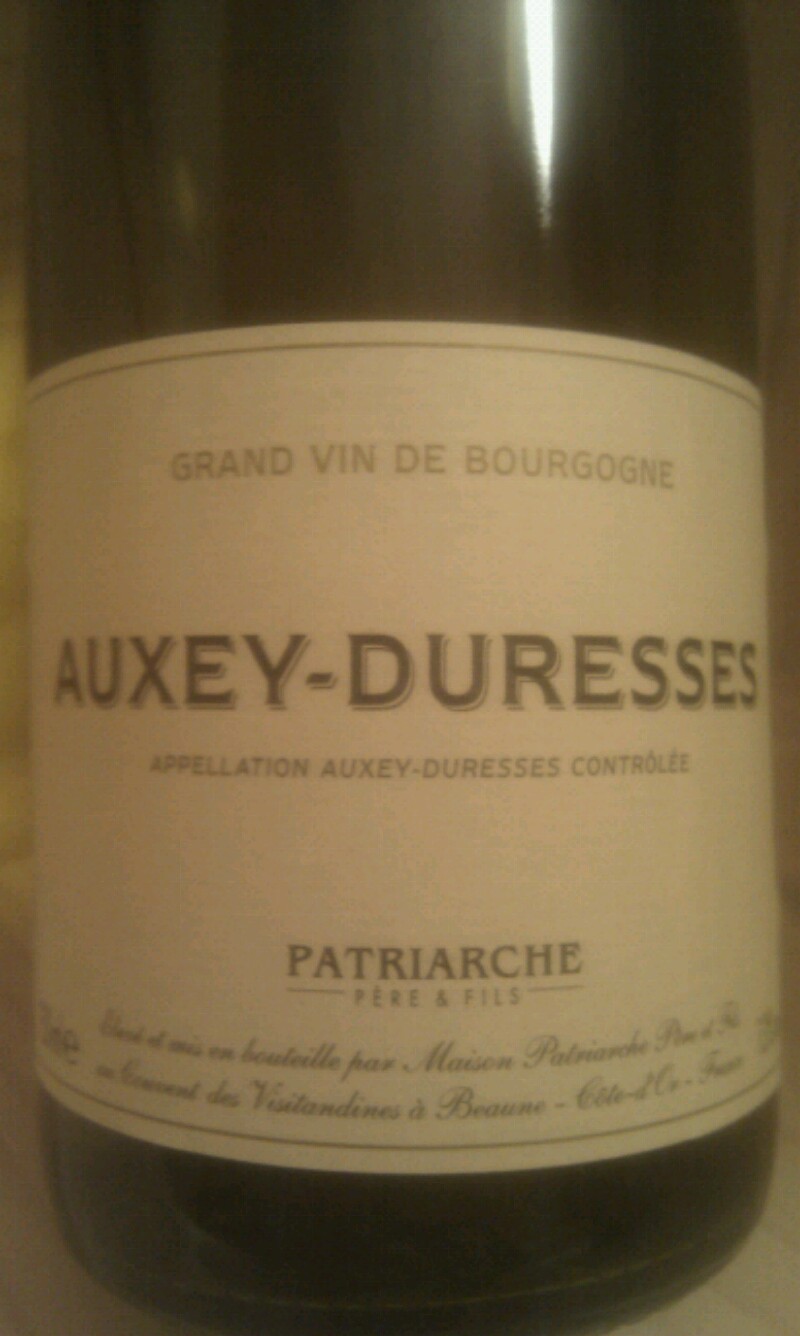 GRAND VIN DE BOURGOGNE
AUXEY-DURESSES
APPELLATION AUXEY-DURESSES CONTRÔLÉE
PATRIARCHE
PÈRE & FILS
Elevé et mis en bouteille par Maison Patriarche Père et Fils
au Couvent des Visitandines à Beaune - Côte-d'Or - France